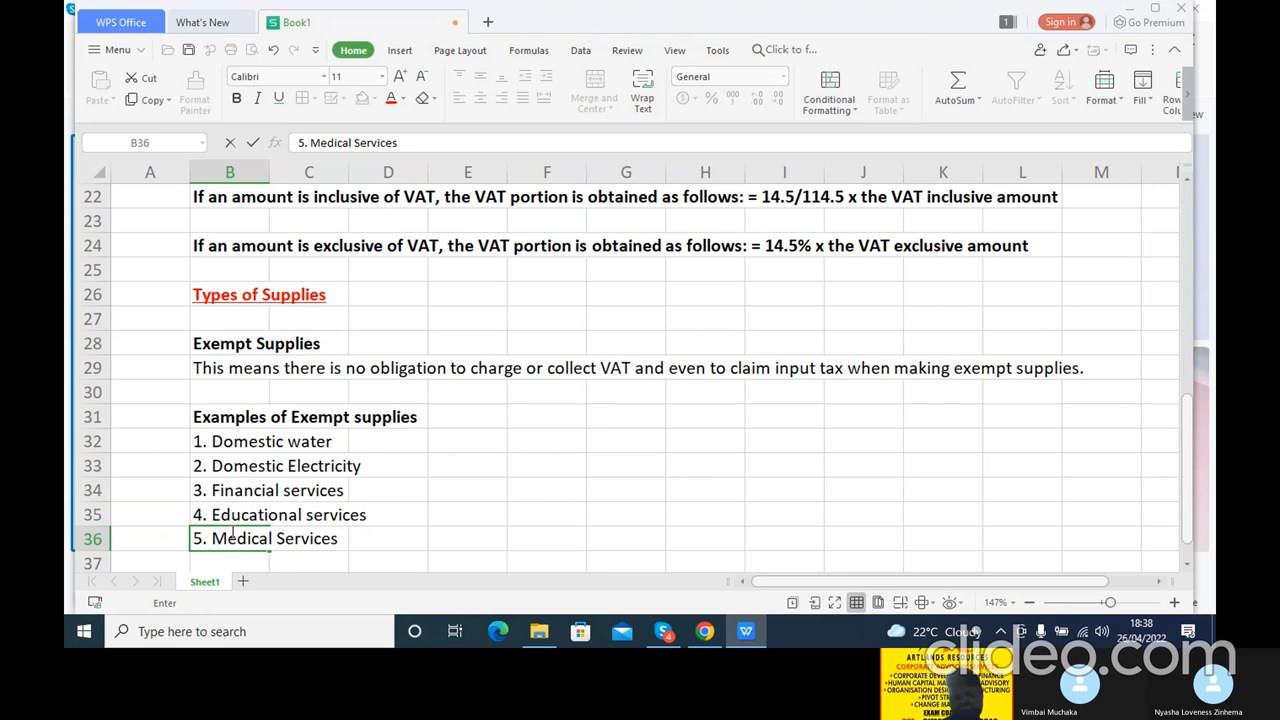 WPS Office What's New Book1 1 Sign in Go Premium
Menu Home Insert Page Layout Formulas Data Review View Tools Click to f...
Paste Cut Copy Format Painter Calibri 11 Merge and Center Wrap Text General Conditional Formatting Format as Table AutoSum AutoFilter Sort Format Fill
B36 5. Medical Services
A B C D E F G H I J K L M
22 If an amount is inclusive of VAT, the VAT portion is obtained as follows: = 14.5/114.5 x the VAT inclusive amount
23
24 If an amount is exclusive of VAT, the VAT portion is obtained as follows: = 14.5% x the VAT exclusive amount
25
26 Types of Supplies
27
28 Exempt Supplies
29 This means there is no obligation to charge or collect VAT and even to claim input tax when making exempt supplies.
30
31 Examples of Exempt supplies
32 1. Domestic water
33 2. Domestic Electricity
34 3. Financial services
35 4. Educational services
36 5. Medical Services
37
Sheet1
Enter 147%
Type here to search 22°C Cloudy 18:38
26/04/2022
clideo.com
ARTLANDS RESOURCES
Vimbai Muchaka Nyasha Loveness Zinhema